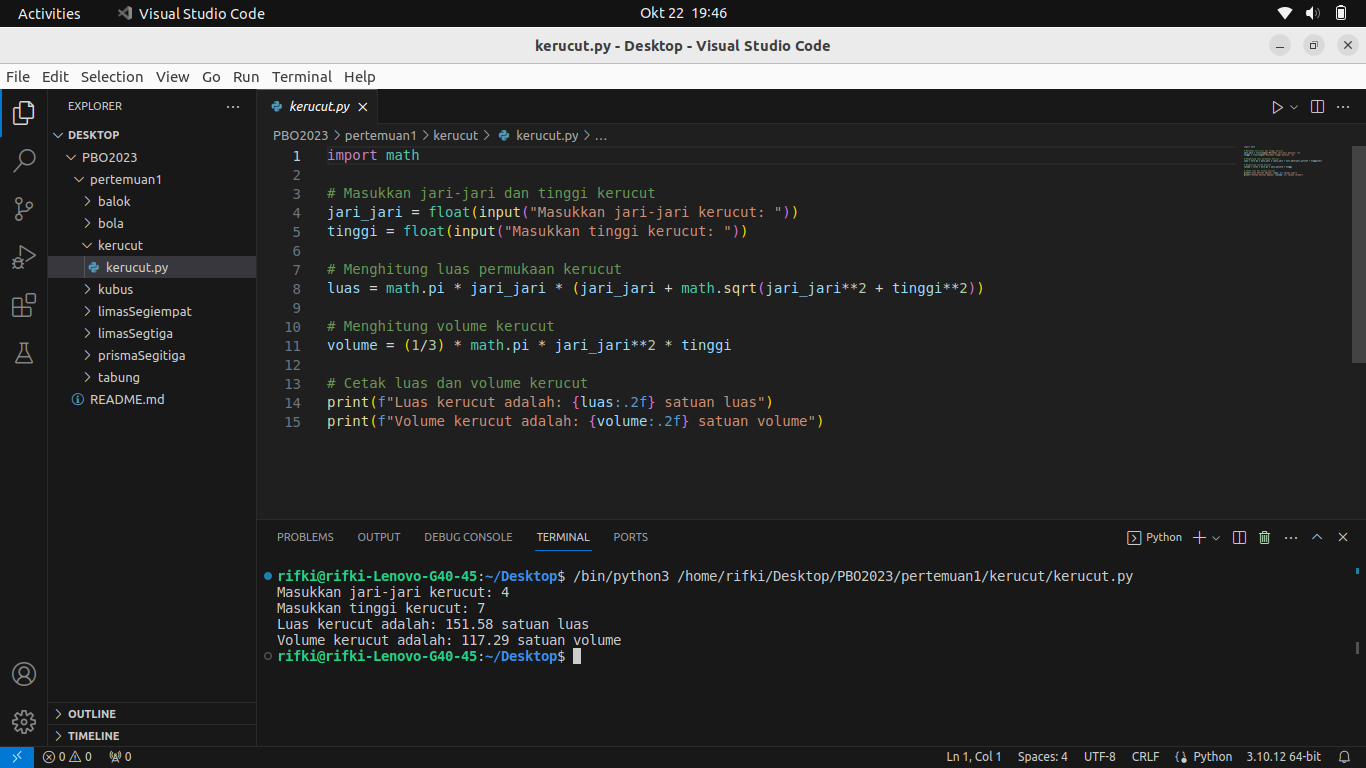 Activities Visual Studio Code Okt 22 19:46
kerucut.py - Desktop - Visual Studio Code
File Edit Selection View Go Run Terminal Help
EXPLORER
DESKTOP
PBO2023
pertemuan1
balok
bola
kerucut
kerucut.py
kubus
limasSegiempat
limasSegtiga
prismaSegitiga
tabung
README.md
OUTLINE
TIMELINE
kerucut.py
PBO2023 > pertemuan1 > kerucut > kerucut.py > ...
1 import math
2
3 # Masukkan jari-jari dan tinggi kerucut
4 jari_jari = float(input("Masukkan jari-jari kerucut: "))
5 tinggi = float(input("Masukkan tinggi kerucut: "))
6
7 # Menghitung luas permukaan kerucut
8 luas = math.pi * jari_jari * (jari_jari + math.sqrt(jari_jari**2 + tinggi**2))
9
10 # Menghitung volume kerucut
11 volume = (1/3) * math.pi * jari_jari**2 * tinggi
12
13 # Cetak luas dan volume kerucut
14 print(f"Luas kerucut adalah: {luas:.2f} satuan luas")
15 print(f"Volume kerucut adalah: {volume:.2f} satuan volume")
PROBLEMS OUTPUT DEBUG CONSOLE TERMINAL PORTS Python
rifki@rifki-Lenovo-G40-45:~/Desktop$ /bin/python3 /home/rifki/Desktop/PBO2023/pertemuan1/kerucut/kerucut.py
Masukkan jari-jari kerucut: 4
Masukkan tinggi kerucut: 7
Luas kerucut adalah: 151.58 satuan luas
Volume kerucut adalah: 117.29 satuan volume
rifki@rifki-Lenovo-G40-45:~/Desktop$
0 0 0 Ln 1, Col 1 Spaces: 4 UTF-8 CRLF Python 3.10.12 64-bit